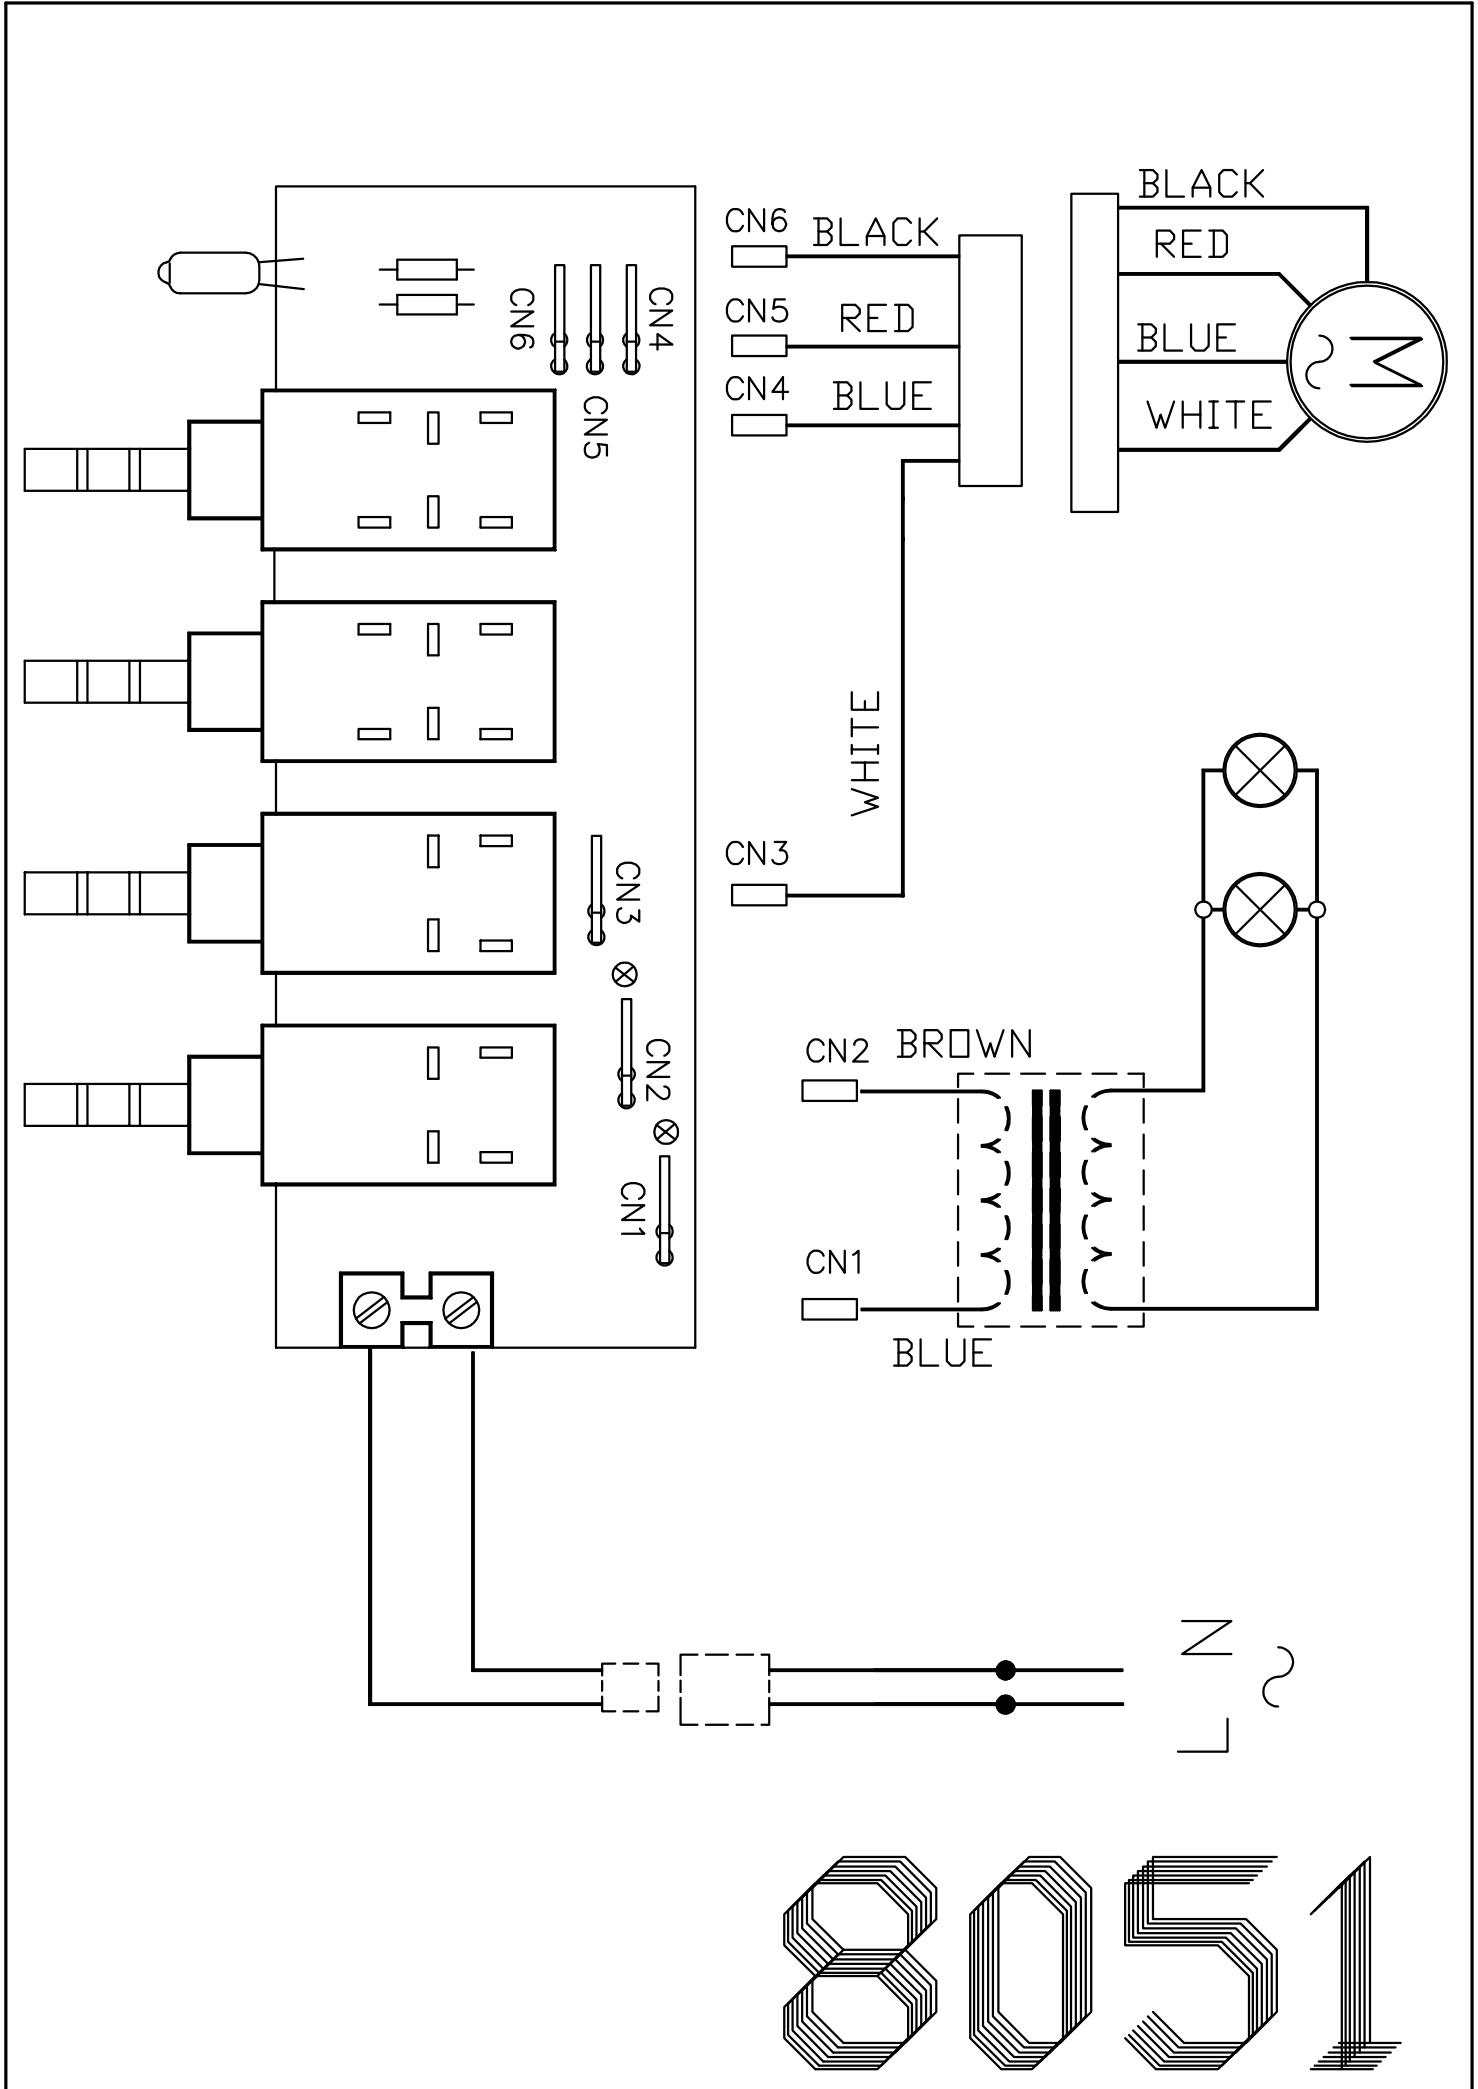 BLACK
RED
BLUE
WHITE
M
~
CN6 BLACK
CN5 RED
CN4 BLUE
WHITE
CN3
CN6
CN5
CN4
CN3
CN2
CN1
CN2 BROWN
CN1
BLUE
N
~
L
8051